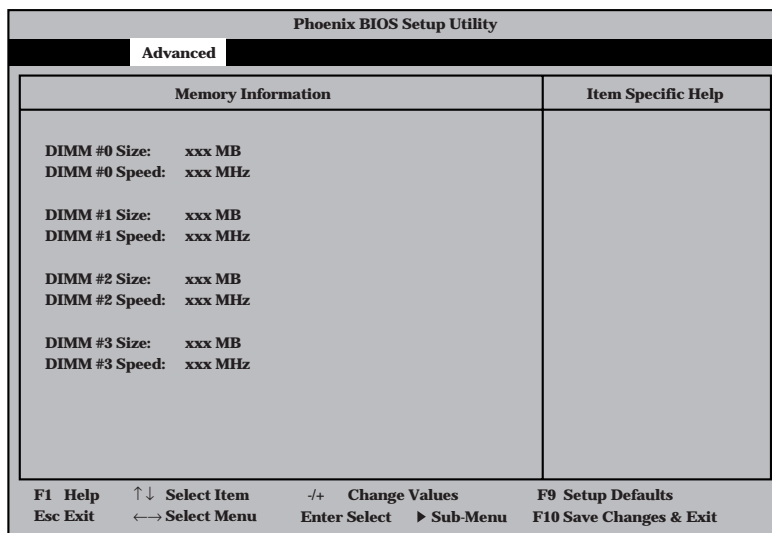 Phoenix BIOS Setup Utility
Advanced
Memory Information
Item Specific Help
DIMM #0 Size: xxx MB
DIMM #0 Speed: xxx MHz
DIMM #1 Size: xxx MB
DIMM #1 Speed: xxx MHz
DIMM #2 Size: xxx MB
DIMM #2 Speed: xxx MHz
DIMM #3 Size: xxx MB
DIMM #3 Speed: xxx MHz
F1 Help ↑↓ Select Item -/+ Change Values F9 Setup Defaults
Esc Exit ←→ Select Menu Enter Select ▶ Sub-Menu F10 Save Changes & Exit